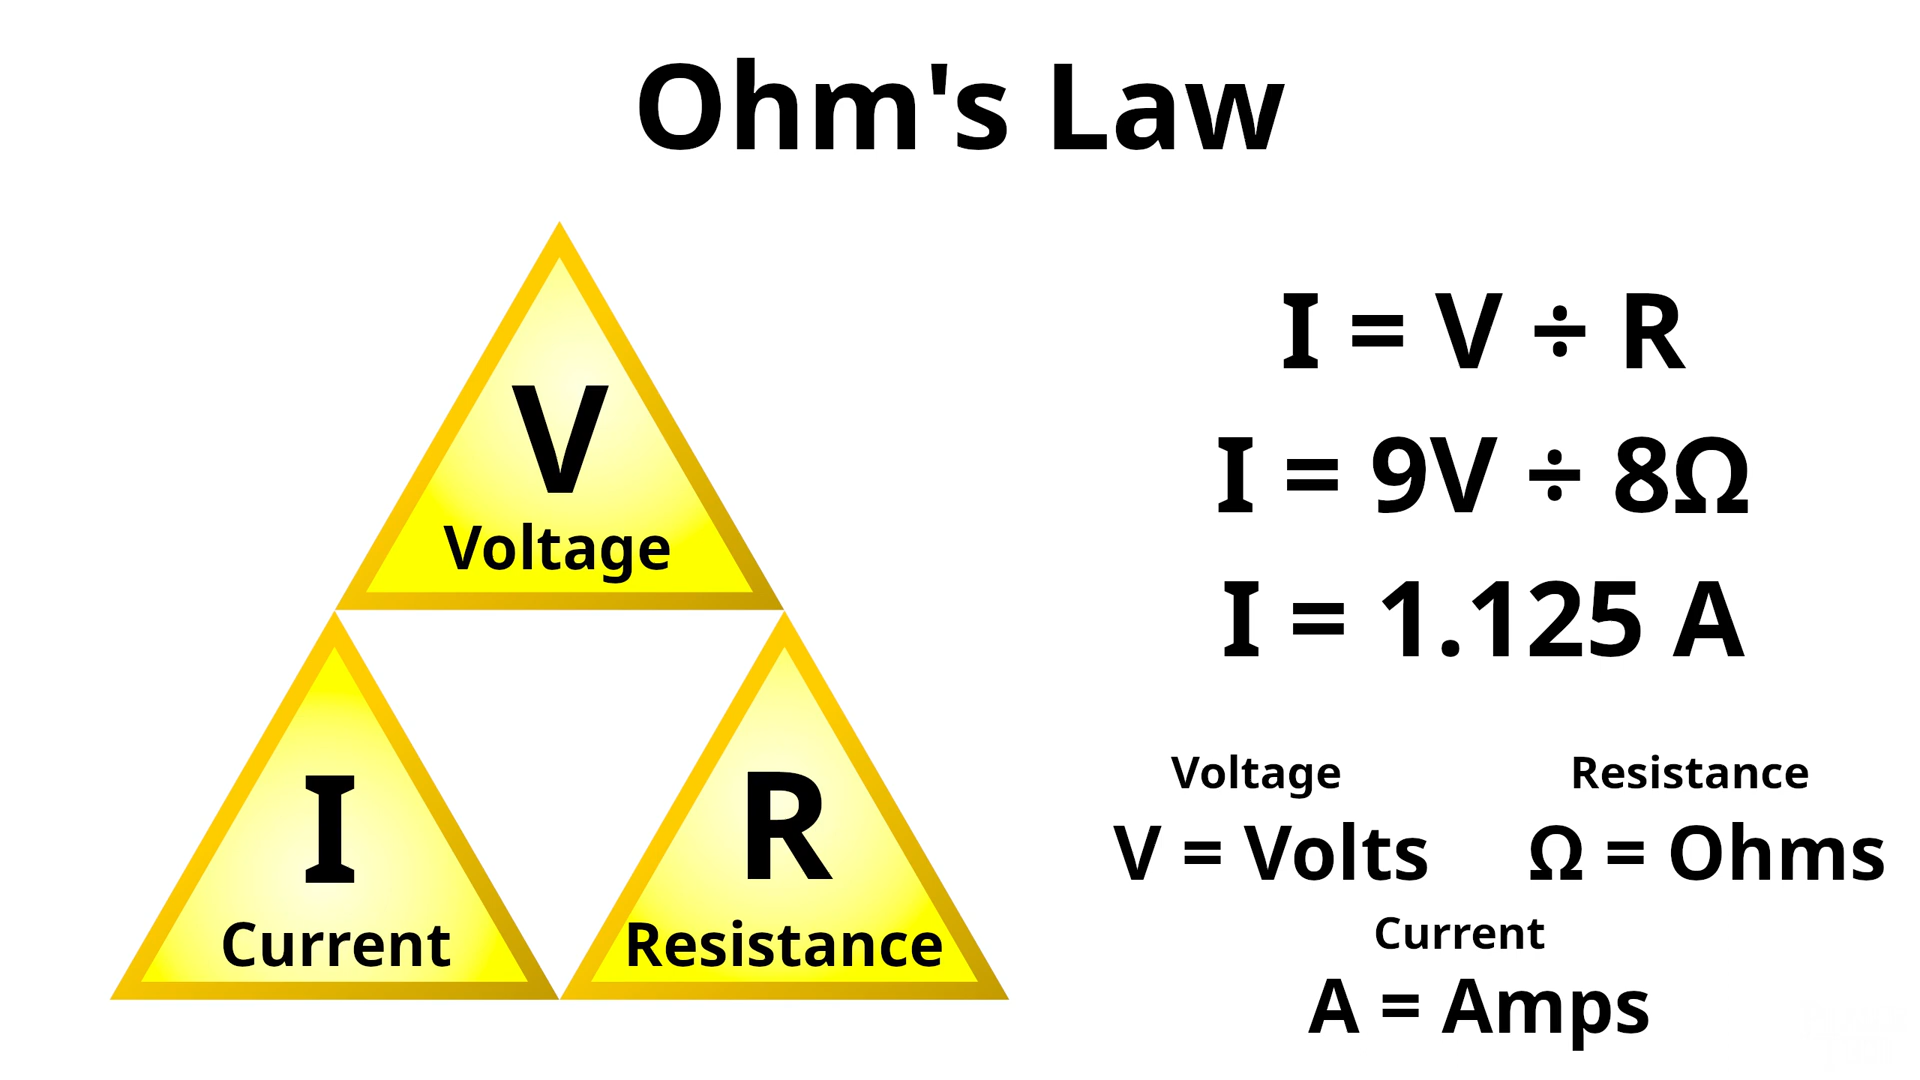 Ohm's Law
V
Voltage
I
Current
R
Resistance
I = V ÷ R
I = 9V ÷ 8Ω
I = 1.125 A
Voltage
V = Volts
Resistance
Ω = Ohms
Current
A = Amps